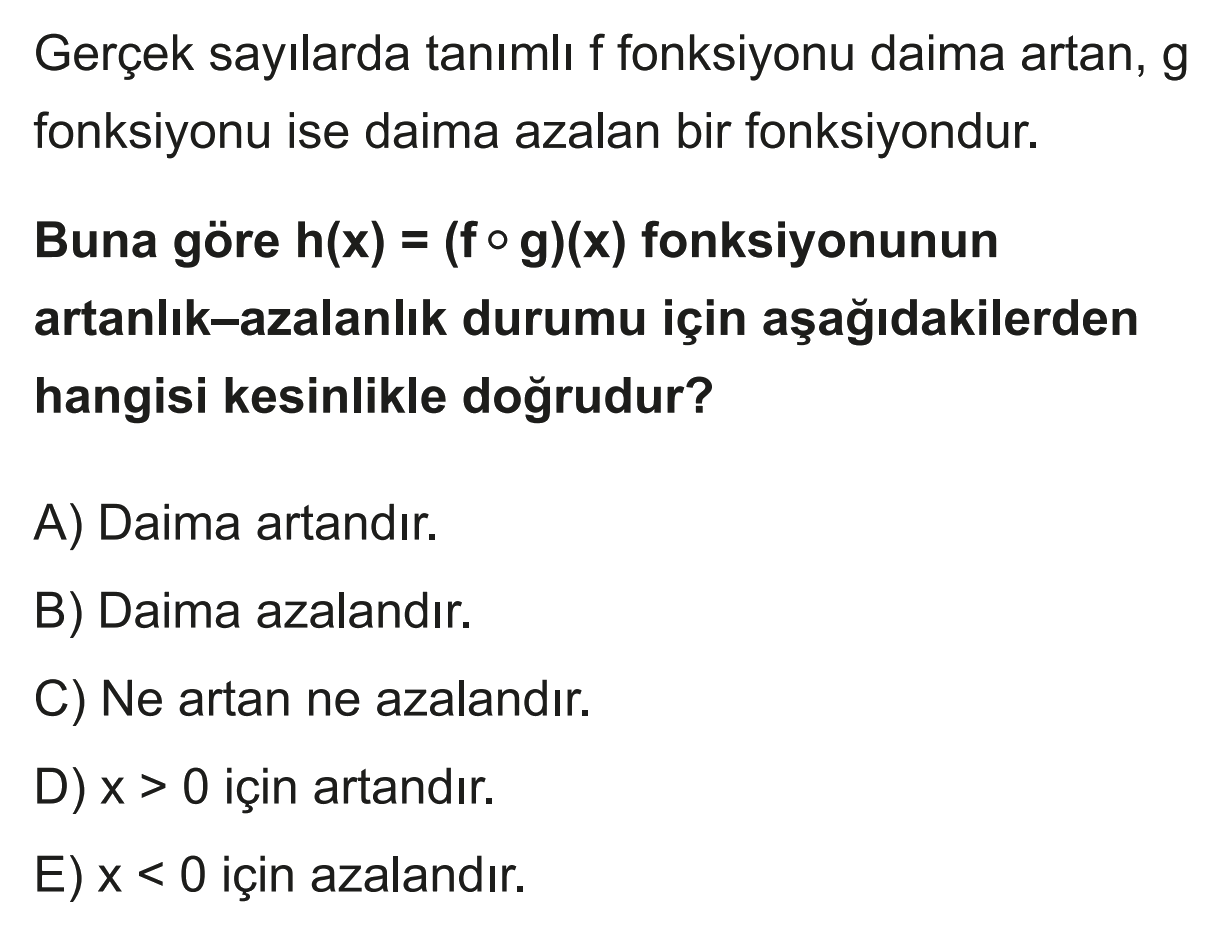 Gerçek sayılarda tanımlı f fonksiyonu daima artan, g
fonksiyonu ise daima azalan bir fonksiyondur.
Buna göre h(x) = (f∘g)(x) fonksiyonunun
artanlık–azalanlık durumu için aşağıdakilerden
hangisi kesinlikle doğrudur?
A) Daima artandır.
B) Daima azalandır.
C) Ne artan ne azalandır.
D) x > 0 için artandır.
E) x < 0 için azalandır.